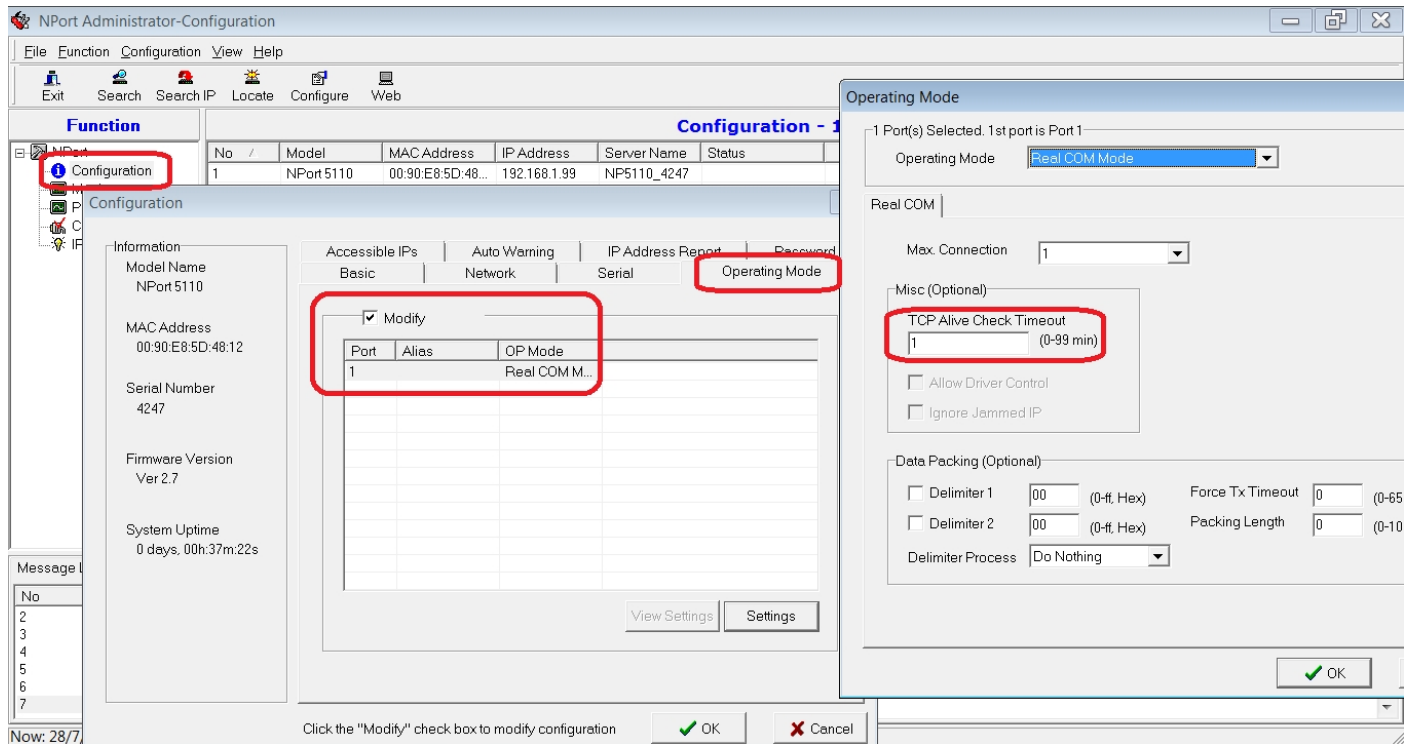 NPort Administrator-Configuration
File Function Configuration View Help
Exit Search Search IP Locate Configure Web
Function
Configuration - 1
NPort
Configuration
No Model MAC Address IP Address Server Name Status
1 NPort 5110 00:90:E8:5D:48... 192.168.1.99 NP5110_4247
Configuration
Information
Model Name
NPort 5110
MAC Address
00:90:E8:5D:48:12
Serial Number
4247
Firmware Version
Ver 2.7
System Uptime
0 days, 00h:37m:22s
Accessible IPs Auto Warning IP Address Report Password
Basic Network Serial Operating Mode
Modify
Port Alias OP Mode
1 Real COM M...
View Settings Settings
Click the "Modify" check box to modify configuration
OK Cancel
Message L
No
2
3
4
5
6
7
Now: 28/7/
Operating Mode
1 Port(s) Selected. 1st port is Port 1
Operating Mode Real COM Mode
Real COM
Max. Connection 1
Misc (Optional)
TCP Alive Check Timeout
1 (0-99 min)
Allow Driver Control
Ignore Jammed IP
Data Packing (Optional)
Delimiter 1 00 (0-ff, Hex) Force Tx Timeout 0 (0-65
Delimiter 2 00 (0-ff, Hex) Packing Length 0 (0-10
Delimiter Process Do Nothing
OK